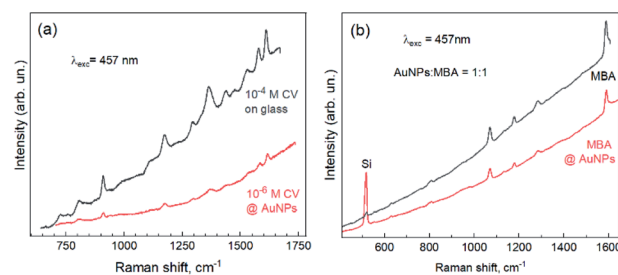 (a)
λexc= 457 nm
10⁻⁴ M CV
on glass
10⁻⁶ M CV
@ AuNPs
Intensity (arb. un.)
750 1000 1250 1500 1750
Raman shift, cm⁻¹
(b)
λexc = 457nm
AuNPs:MBA = 1:1
MBA
Si
MBA
@ AuNPs
Intensity (arb. un.)
600 800 1000 1200 1400 1600
Raman shift, cm⁻¹